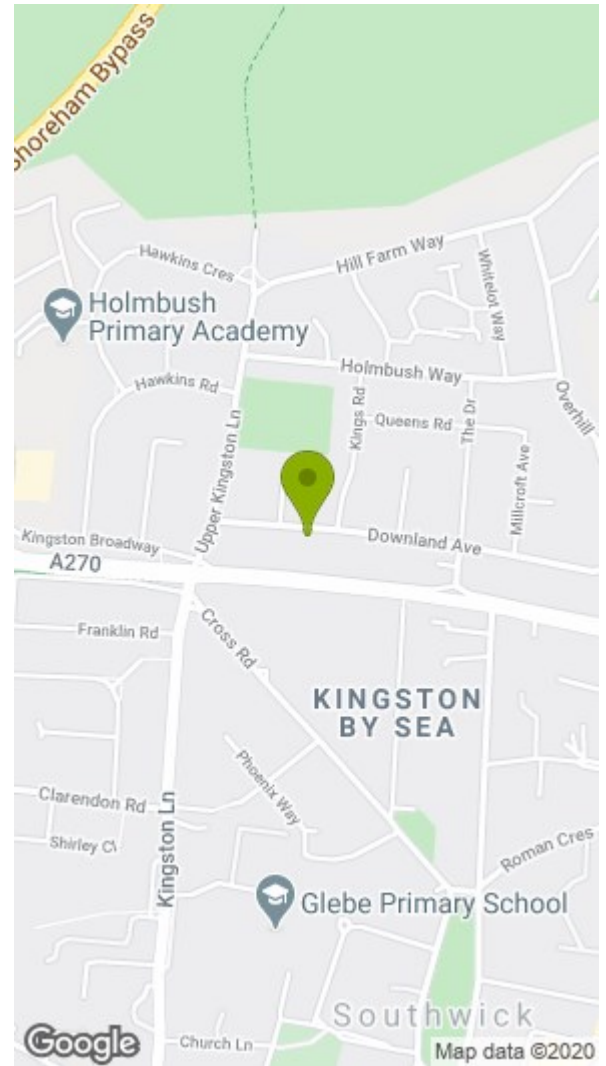 Shoreham Bypass
Hawkins Cres
Hill Farm Way
Whitelot Way
Holmbush
Primary Academy
Holmbush Way
Hawkins Rd
Overhill
Kings Rd
Queens Rd
The Dr
Upper Kingston Ln
Millcroft Ave
Kingston Broadway
Downland Ave
A270
Franklin Rd
Cross Rd
KINGSTON
BY SEA
Phoenix Way
Clarendon Rd
Kingston Ln
Shirley Cl
Roman Cres
Glebe Primary School
Southwick
Google
Church Ln
Map data ©2020